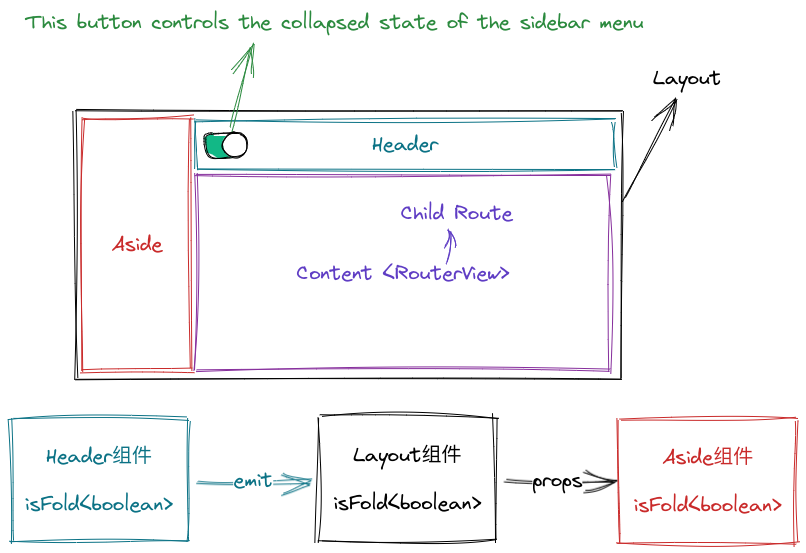 This button controls the collapsed state of the sidebar menu
Layout
Header
Aside
Child Route
Content <RouterView>
Header组件
isFold<boolean>
emit
Layout组件
isFold<boolean>
props
Aside组件
isFold<boolean>